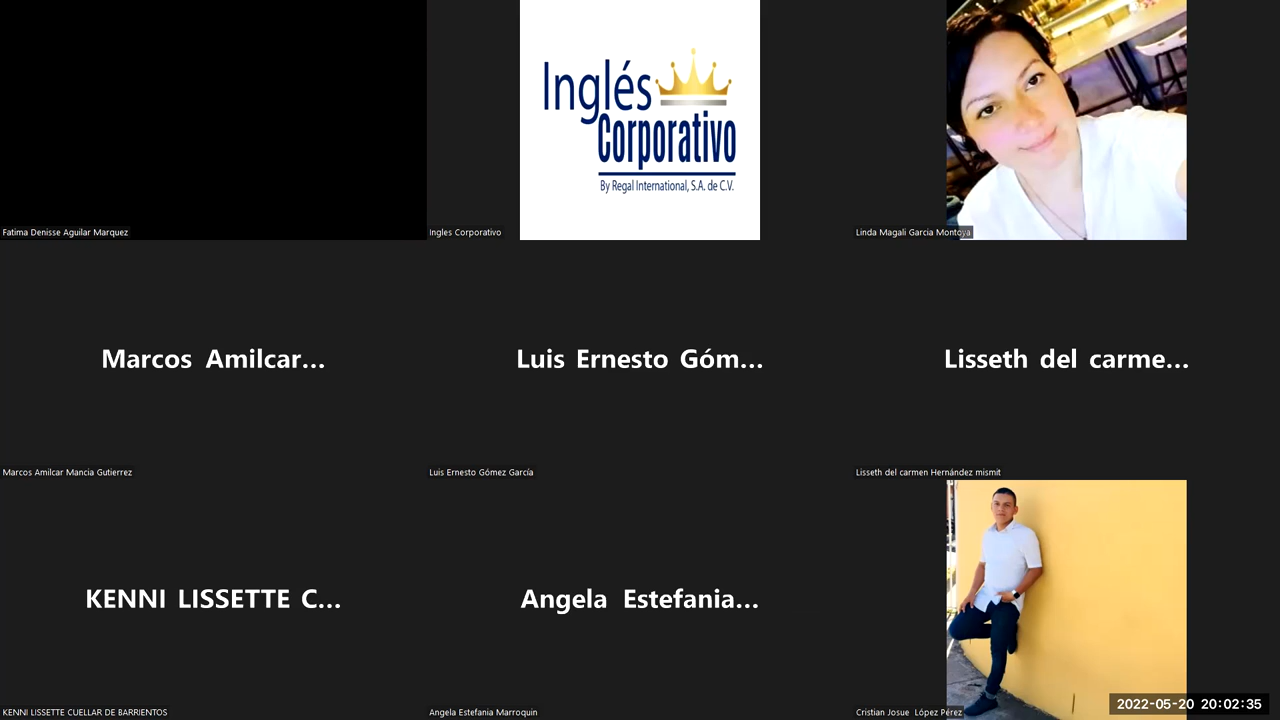 Inglés
Corporativo
By Regal International, S.A. de C.V.
Fatima Denisse Aguilar Marquez
Ingles Corporativo
Linda Magali Garcia Montoya
Marcos Amilcar...
Luis Ernesto Góm...
Lisseth del carme...
Marcos Amilcar Mancia Gutierrez
Luis Ernesto Gómez García
Lisseth del carmen Hernández mismit
KENNI LISSETTE C...
Angela Estefania...
KENNI LISSETTE CUELLAR DE BARRIENTOS
Angela Estefania Marroquin
Cristian Josue López Pérez
2022-05-20 20:02:35